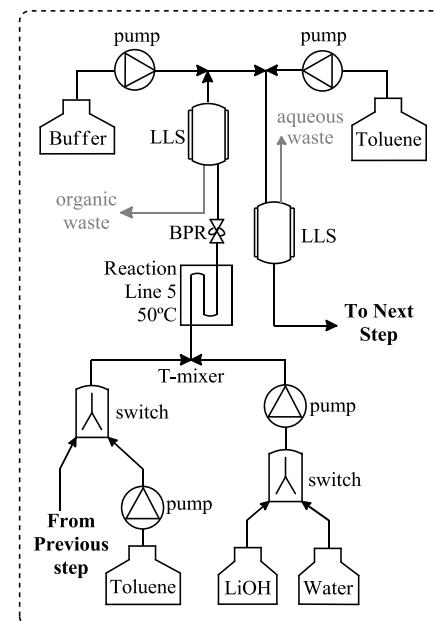 pump
pump
Buffer
LLS
aqueous
waste
Toluene
organic
waste
BPR
LLS
Reaction
Line 5
50ºC
To Next
Step
T-mixer
switch
pump
switch
From
Previous
step
pump
Toluene
LiOH
Water